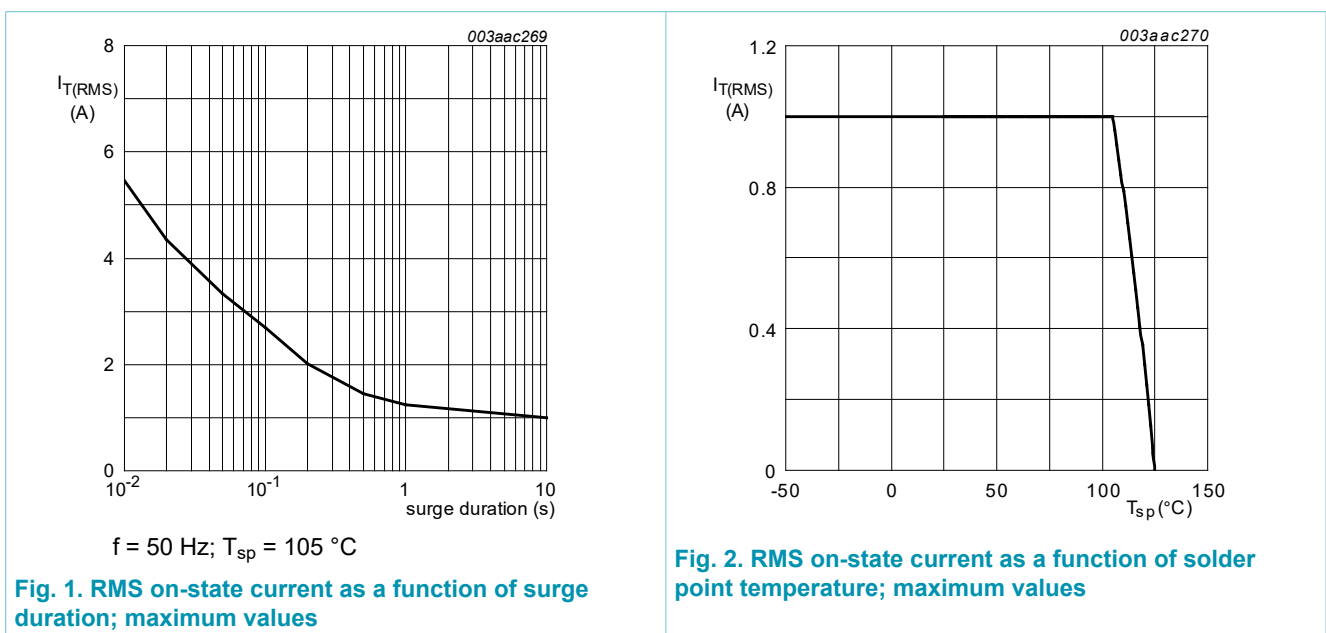 003aac269
8
I_T(RMS)
(A)
6
4
2
0
10^-2
10^-1
1
10
surge duration (s)
f = 50 Hz; T_sp = 105 °C
Fig. 1. RMS on-state current as a function of surge
duration; maximum values
003aac270
1.2
I_T(RMS)
(A)
0.8
0.4
0
-50
0
50
100
150
T_sp (°C)
Fig. 2. RMS on-state current as a function of solder
point temperature; maximum values